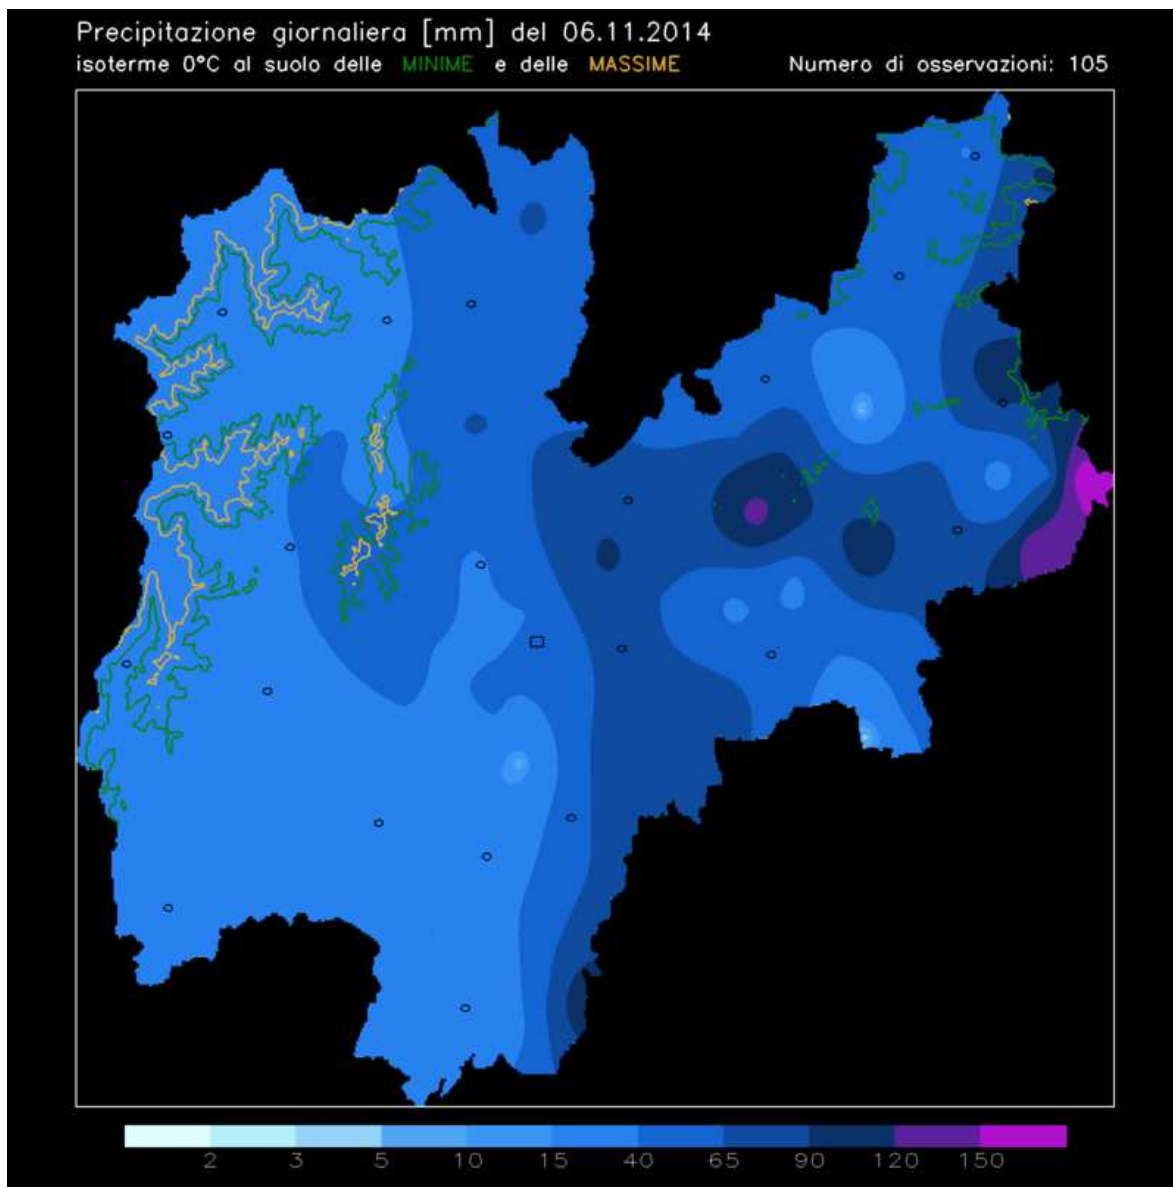 Precipitazione giornaliera [mm] del 06.11.2014
isoterme 0°C al suolo delle MINIME e delle MASSIME Numero di osservazioni: 105
2 3 5 10 15 40 65 90 120 150